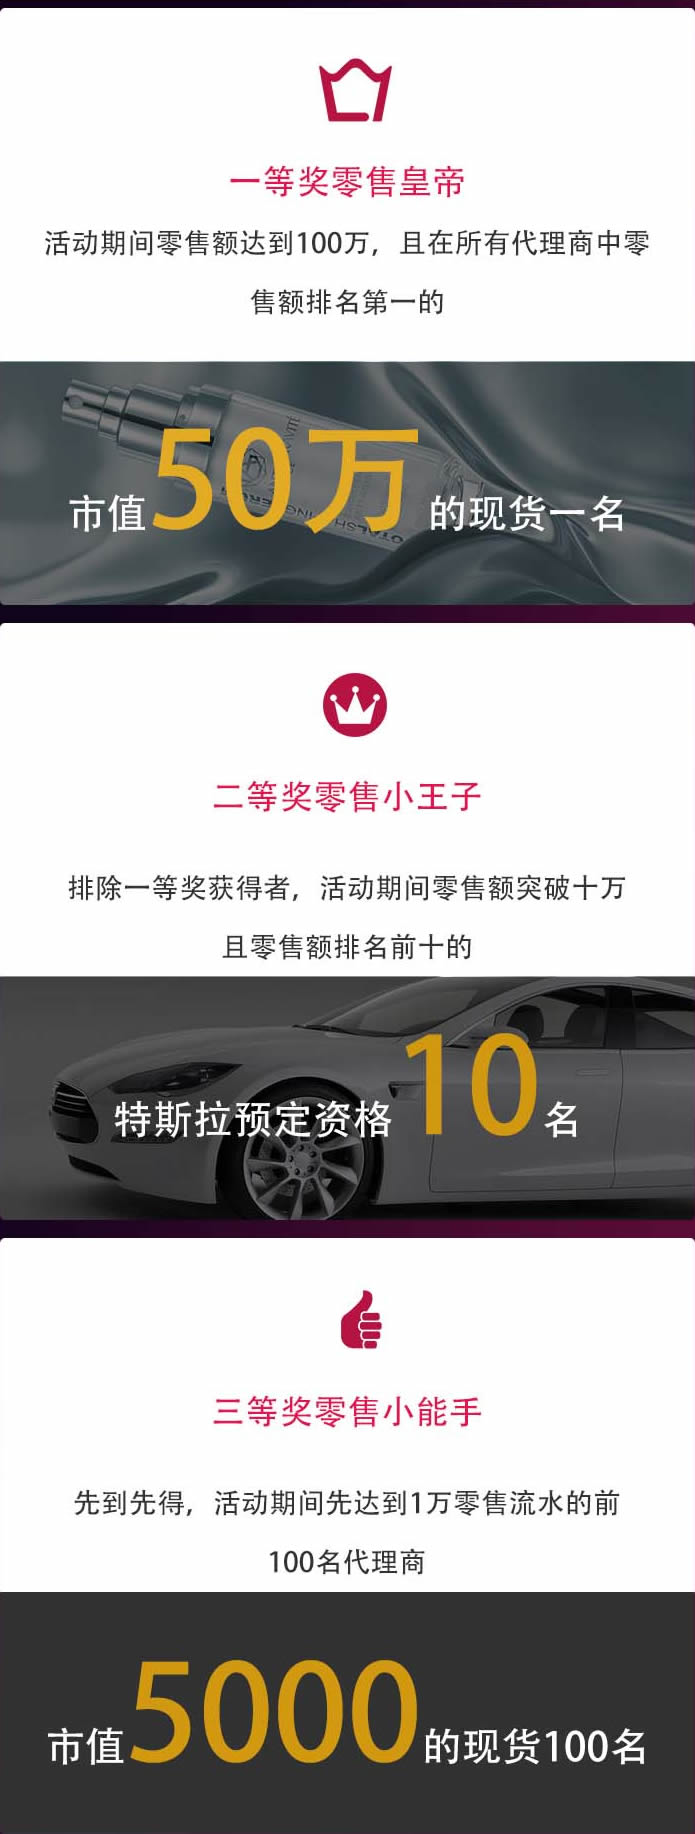 一等奖零售皇帝
活动期间零售额达到100万，且在所有代理商中零
售额排名第一的
市值50万的现货一名
二等奖零售小王子
排除一等奖获得者，活动期间零售额突破十万
且零售额排名前十的
特斯拉预定资格10名
三等奖零售小能手
先到先得，活动期间先达到1万零售流水的前
100名代理商
市值5000的现货100名